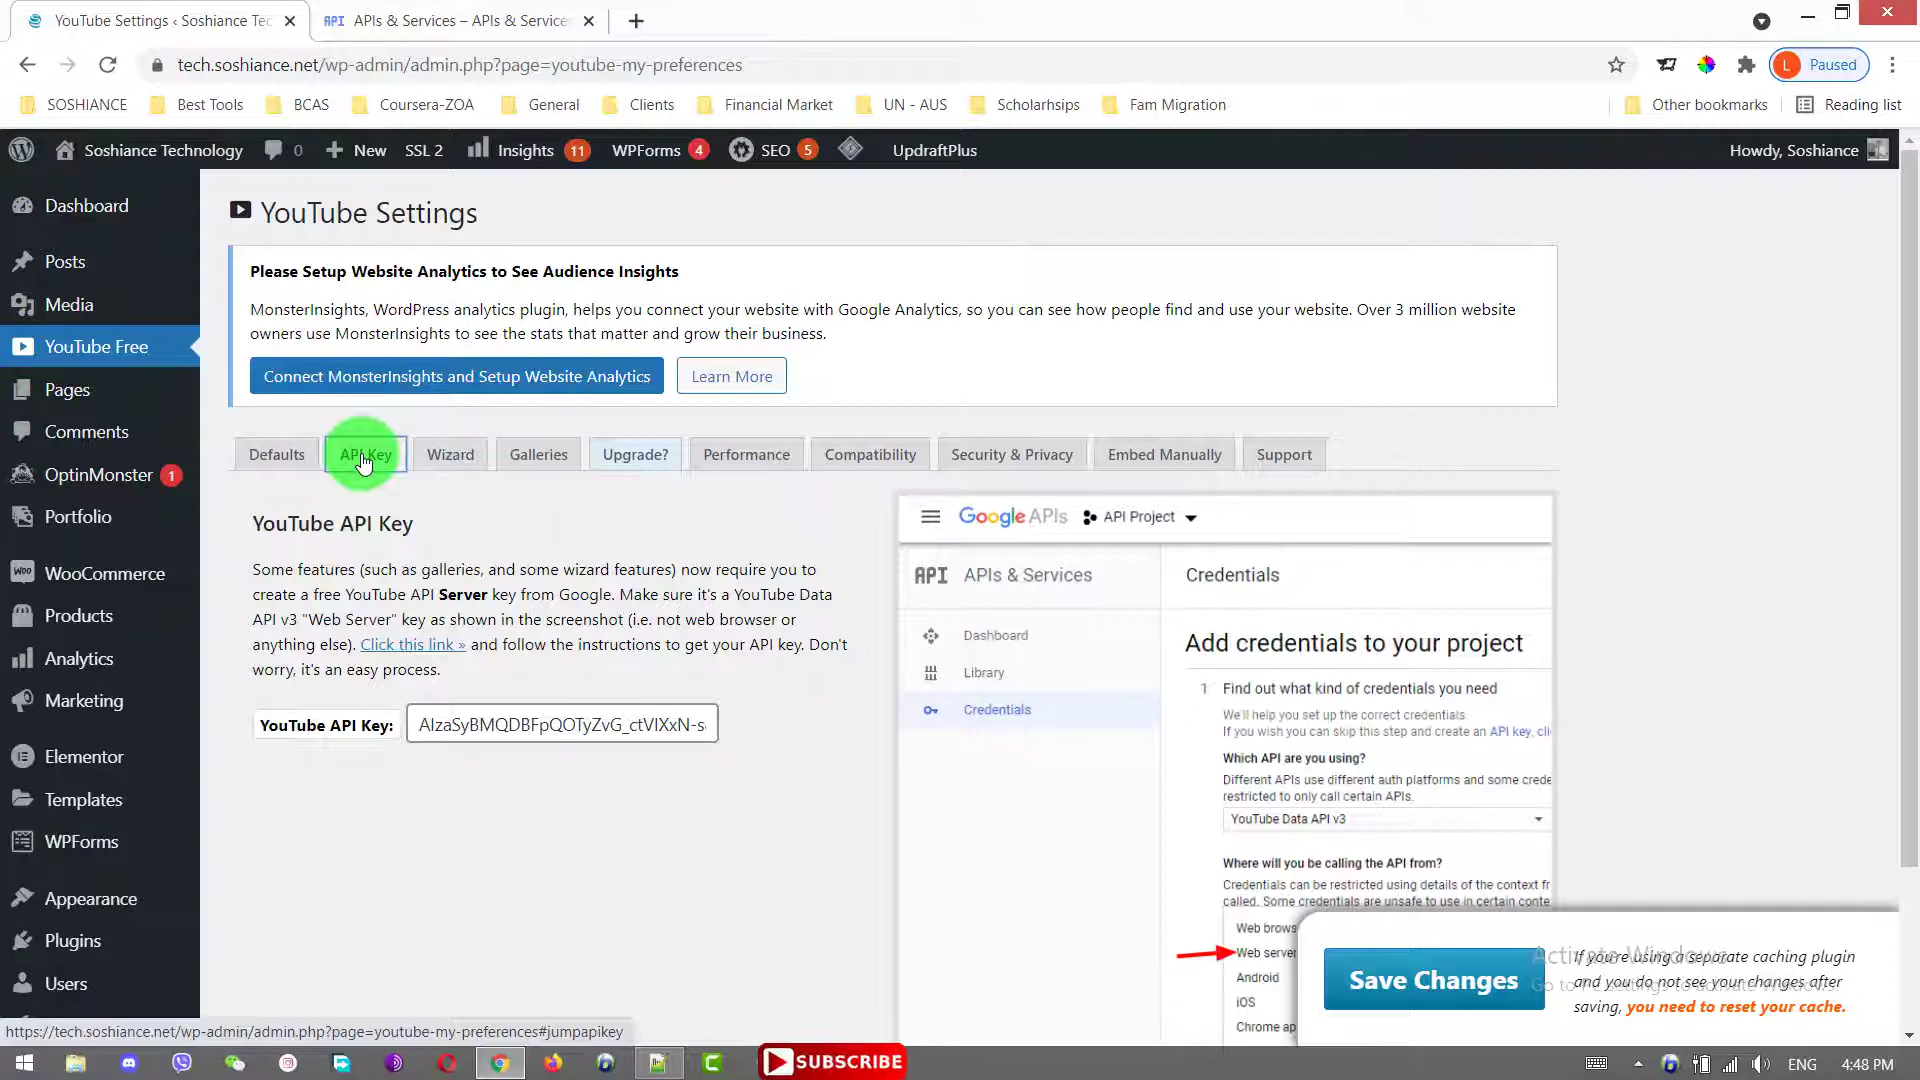 YouTube Settings ‹ Soshiance Tec
APIs & Services – APIs & Service
tech.soshiance.net/wp-admin/admin.php?page=youtube-my-preferences
L Paused
SOSHIANCE Best Tools BCAS Coursera-ZOA General Clients Financial Market UN - AUS Scholarhsips Fam Migration Other bookmarks Reading list
Soshiance Technology 0 New SSL 2 Insights 11 WPForms 4 SEO 5 UpdraftPlus Howdy, Soshiance
Dashboard
Posts
Media
YouTube Free
Pages
Comments
OptinMonster 1
Portfolio
WooCommerce
Products
Analytics
Marketing
Elementor
Templates
WPForms
Appearance
Plugins
Users
YouTube Settings
Please Setup Website Analytics to See Audience Insights
MonsterInsights, WordPress analytics plugin, helps you connect your website with Google Analytics, so you can see how people find and use your website. Over 3 million website
owners use MonsterInsights to see the stats that matter and grow their business.
Connect MonsterInsights and Setup Website Analytics Learn More
Defaults API Key Wizard Galleries Upgrade? Performance Compatibility Security & Privacy Embed Manually Support
YouTube API Key
Some features (such as galleries, and some wizard features) now require you to
create a free YouTube API Server key from Google. Make sure it's a YouTube Data
API v3 "Web Server" key as shown in the screenshot (i.e. not web browser or
anything else). Click this link » and follow the instructions to get your API key. Don't
worry, it's an easy process.
YouTube API Key: AIzaSyBMQDBFpQOTyZvG_ctVIXxN-s
Google APIs API Project
API APIs & Services
Dashboard
Library
Credentials
Credentials
Add credentials to your project
1 Find out what kind of credentials you need
We'll help you set up the correct credentials
If you wish you can skip this step and create an API key, cli
Which API are you using?
Different APIs use different auth platforms and some crede
restricted to only call certain APIs.
YouTube Data API v3
Where will you be calling the API from?
Credentials can be restricted using details of the context fr
called. Some credentials are unsafe to use in certain conte
Web brows
Web server
Android
iOS
Chrome ap
Save Changes
If you're using a separate caching plugin
and you do not see your changes after
saving, you need to reset your cache.
Activate Windows
Go to PC settings to activate Windows.
https://tech.soshiance.net/wp-admin/admin.php?page=youtube-my-preferences#jumpapikey
SUBSCRIBE
ENG 4:48 PM